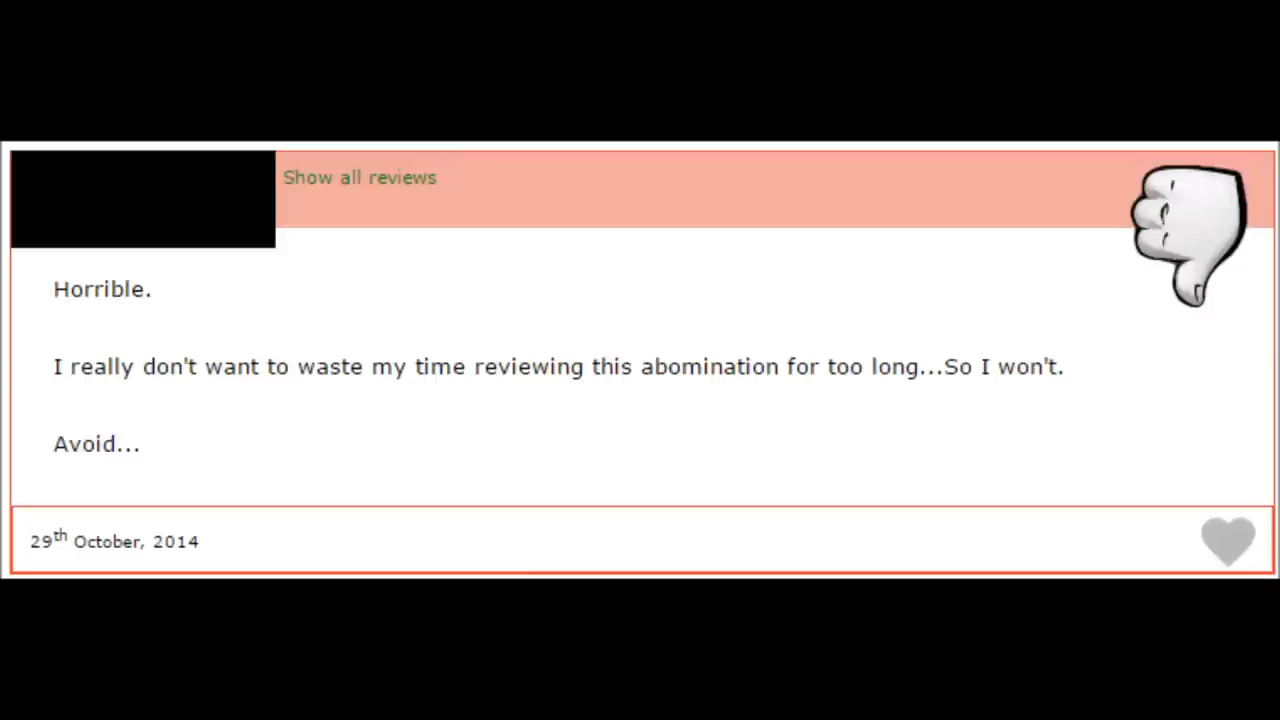 Show all reviews
Horrible.
I really don't want to waste my time reviewing this abomination for too long...So I won't.
Avoid...
29th October, 2014